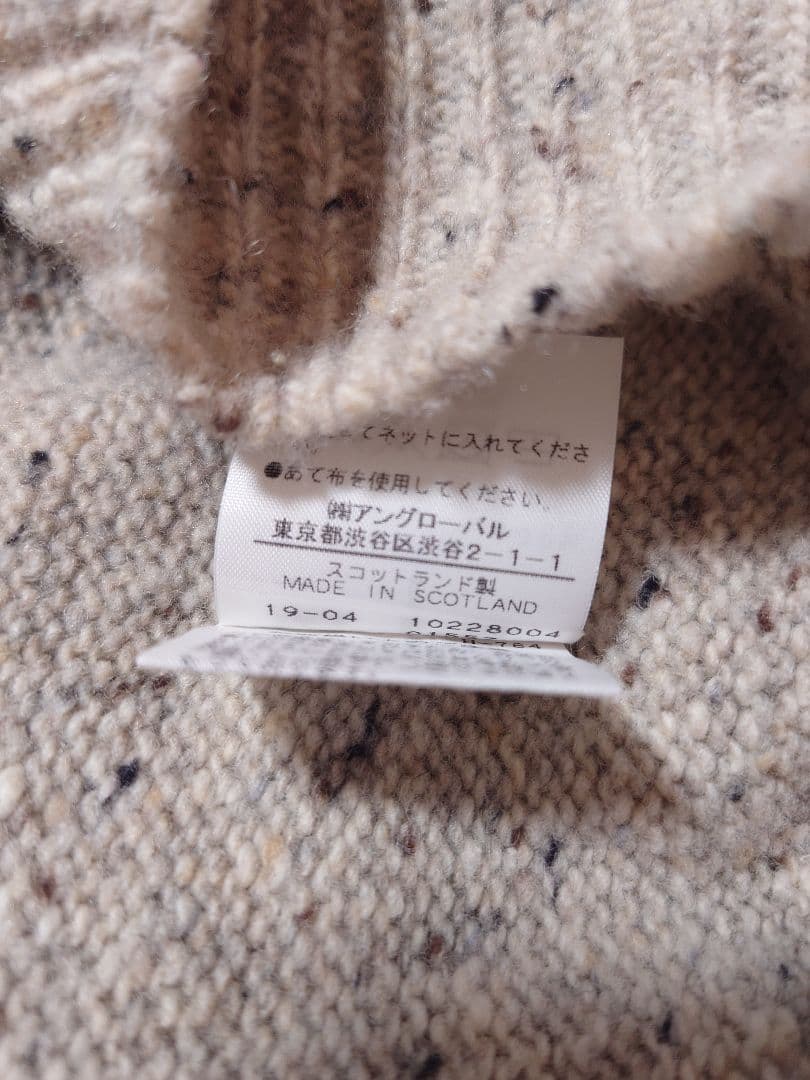 てネットに入れてくださ
●あて布を使用してください。
㈱アングローバル
東京都渋谷区渋谷2-1-1
スコットランド製
MADE IN SCOTLAND
19-04 10228004